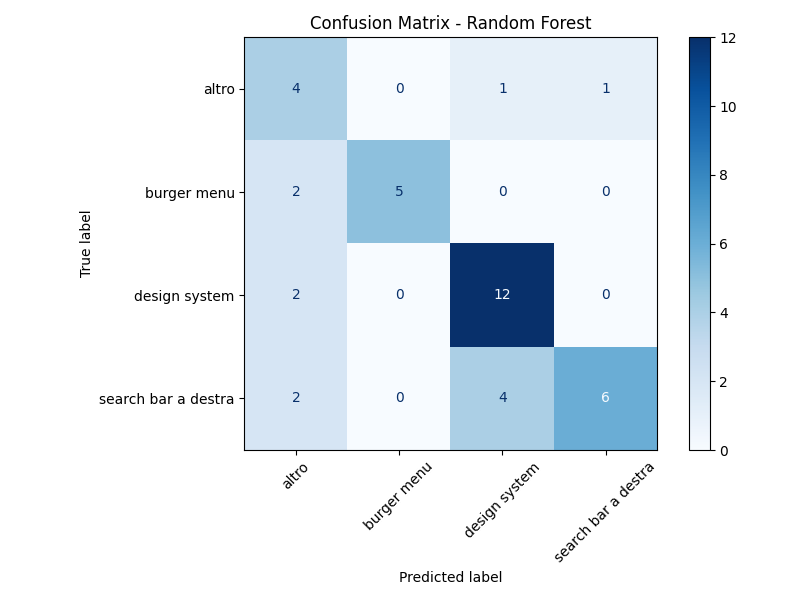 Confusion Matrix - Random Forest
True label
altro 4 0 1 1
burger menu 2 5 0 0
design system 2 0 12 0
search bar a destra 2 0 4 6
altro
burger menu
design system
search bar a destra
Predicted label
12
10
8
6
4
2
0